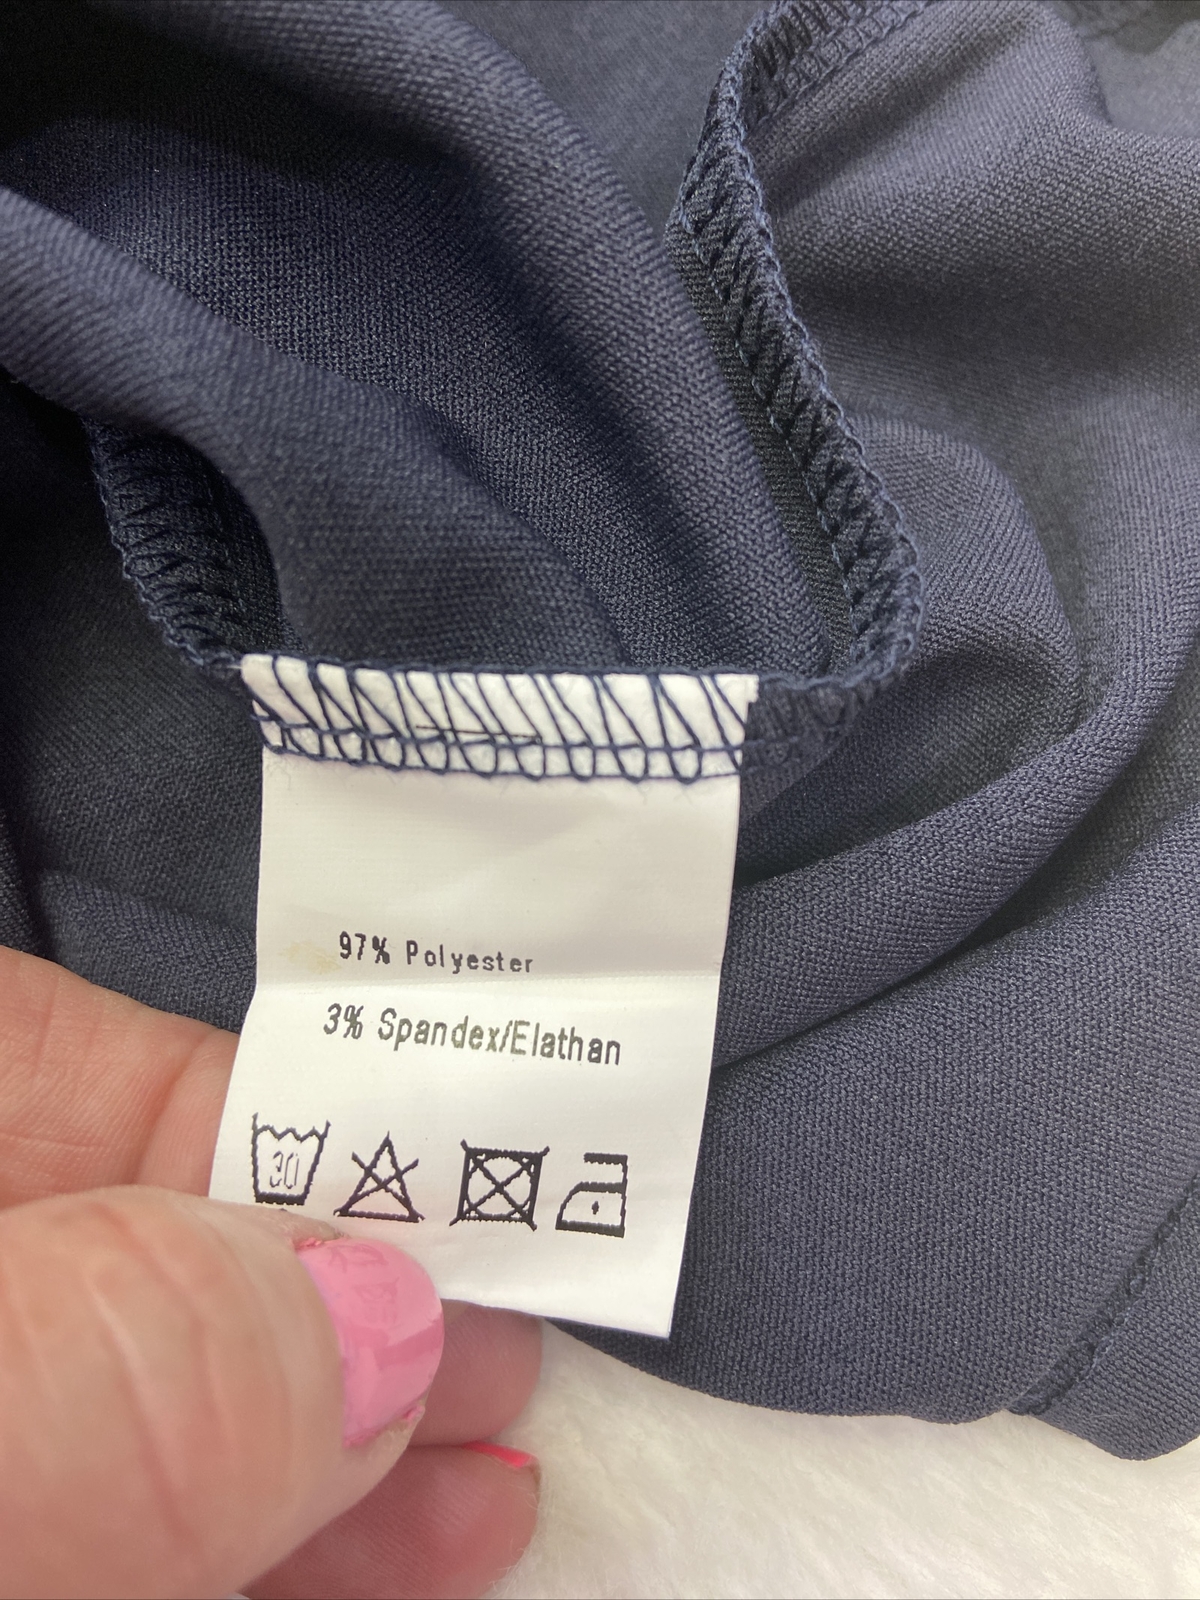 97% Polyester
3% Spandex/Elathan
30